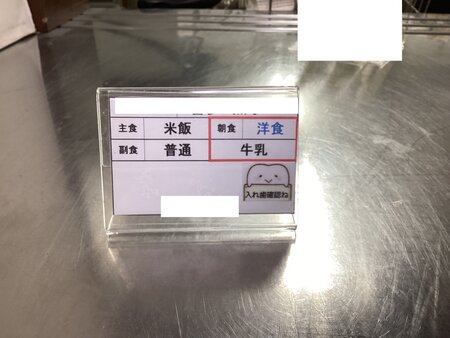 主食 米飯 朝食 洋食
副食 普通 牛乳
入れ歯確認ね